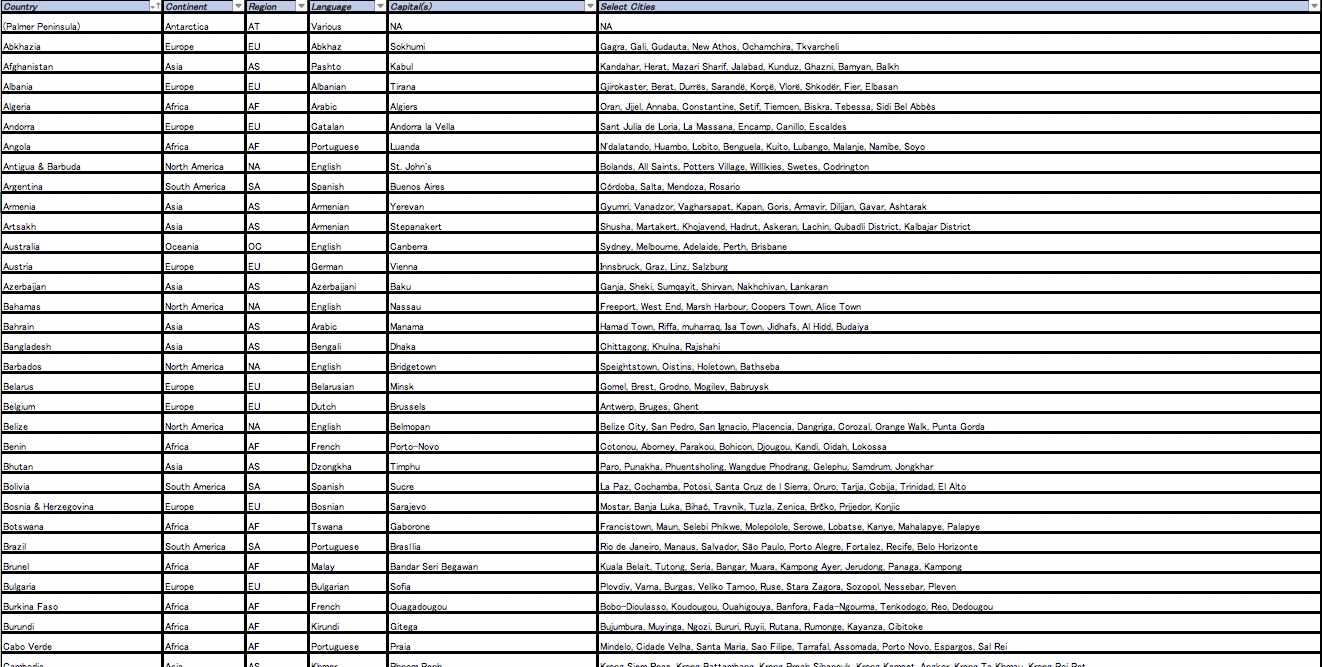 Country Continent Region Language Capital(s) Select Cities
(Palmer Peninsula) Antarctica AT Various NA NA
Abkhazia Europe EU Abkhaz Sokhumi Gagra, Gali, Gudauta, New Athos, Ochamchira, Tkvarcheli
Afghanistan Asia AS Pashto Kabul Kandahar, Herat, Mazari Sharif, Jalabad, Kunduz, Ghazni, Bamyan, Balkh
Albania Europe EU Albanian Tirana Gjirokaster, Berat, Durrës, Sarandë, Korçë, Vlorë, Shkodër, Fier, Elbasan
Algeria Africa AF Arabic Algiers Oran, Jijel, Annaba, Constantine, Setif, Tiemcen, Biskra, Tebessa, Sidi Bel Abbès
Andorra Europe EU Catalan Andorra la Vella Sant Julia de Loria, La Massana, Encamp, Canillo, Escaldes
Angola Africa AF Portuguese Luanda N'dalatando, Huambo, Lobito, Benguela, Kuito, Lubango, Malanje, Namibe, Soyo
Antigua & Barbuda North America NA English St. John's Bolands, All Saints, Potters Village, Willikies, Swetes, Codrington
Argentina South America SA Spanish Buenos Aires Córdoba, Salta, Mendoza, Rosario
Armenia Asia AS Armenian Yerevan Gyumri, Vanadzor, Vagharsapat, Kapan, Goris, Armavir, Dilijan, Gavar, Ashtarak
Artsakh Asia AS Armenian Stepanakert Shusha, Martakert, Khojavend, Hadrut, Askeran, Lachin, Qubadli District, Kalbajar District
Australia Oceania OC English Canberra Sydney, Melbourne, Adelaide, Perth, Brisbane
Austria Europe EU German Vienna Innsbruck, Graz, Linz, Salzburg
Azerbaijan Asia AS Azerbaijani Baku Ganja, Sheki, Sumqayit, Shirvan, Nakhchivan, Lankaran
Bahamas North America NA English Nassau Freeport, West End, Marsh Harbour, Coopers Town, Alice Town
Bahrain Asia AS Arabic Manama Hamad Town, Riffa, muharraq, Isa Town, Jidhafs, Al Hidd, Budaiya
Bangladesh Asia AS Bengali Dhaka Chittagong, Khulna, Rajshahi
Barbados North America NA English Bridgetown Speightstown, Oistins, Holetown, Bathseba
Belarus Europe EU Belarusian Minsk Gomel, Brest, Grodno, Mogilev, Babruysk
Belgium Europe EU Dutch Brussels Antwerp, Bruges, Ghent
Belize North America NA English Belmopan Belize City, San Pedro, San Ignacio, Placencia, Dangriga, Corozal, Orange Walk, Punta Gorda
Benin Africa AF French Porto-Novo Cotonou, Aborney, Parakou, Bohicon, Djougou, Kandi, Oidah, Lokossa
Bhutan Asia AS Dzongkha Timphu Paro, Punakha, Phuentsholing, Wangdue Phodrang, Gelephu, Samdrum, Jongkhar
Bolivia South America SA Spanish Sucre La Paz, Cochamba, Potosi, Santa Cruz de l Sierra, Oruro, Tarija, Cobija, Trinidad, El Alto
Bosnia & Herzegovina Europe EU Bosnian Sarajevo Mostar, Banja Luka, Bihać, Travnik, Tuzla, Zenica, Brčko, Prijedor, Konjic
Botswana Africa AF Tswana Gaborone Francistown, Maun, Selebi Phikwe, Molepolole, Serowe, Lobatse, Kanye, Mahalapye, Palapye
Brazil South America SA Portuguese Brasília Rio de Janeiro, Manaus, Salvador, São Paulo, Porto Alegre, Fortalez, Recife, Belo Horizonte
Brunel Africa AF Malay Bandar Seri Begawan Kuala Belait, Tutong, Seria, Bangar, Muara, Kampong Ayer, Jerudong, Panaga, Kampong
Bulgaria Europe EU Bulgarian Sofia Plovdiv, Varna, Burgas, Veliko Tarnoo, Ruse, Stara Zagora, Sozopol, Nessebar, Pleven
Burkina Faso Africa AF French Ouagadougou Bobo-Dioulasso, Koudougou, Ouahigouya, Banfora, Fada-Ngourma, Tenkodogo, Reo, Dedougou
Burundi Africa AF Kirundi Gitega Bujumbura, Muyinga, Ngozi, Bururi, Ruyii, Rutana, Rumonge, Kayanza, Cibitoke
Cabo Verde Africa AF Portuguese Praia Mindelo, Cidade Velha, Santa Maria, Sao Filipe, Tarrafal, Assomada, Porto Novo, Espargos, Sal Rei
Cambodia Asia AS Khmer Phnom Penh Krong Siem Reap, Krong Battambang, Krong Preah Sihanouk, Krong Kampot, Angkor, Krong Ta Khmau, Krong Poi Pet